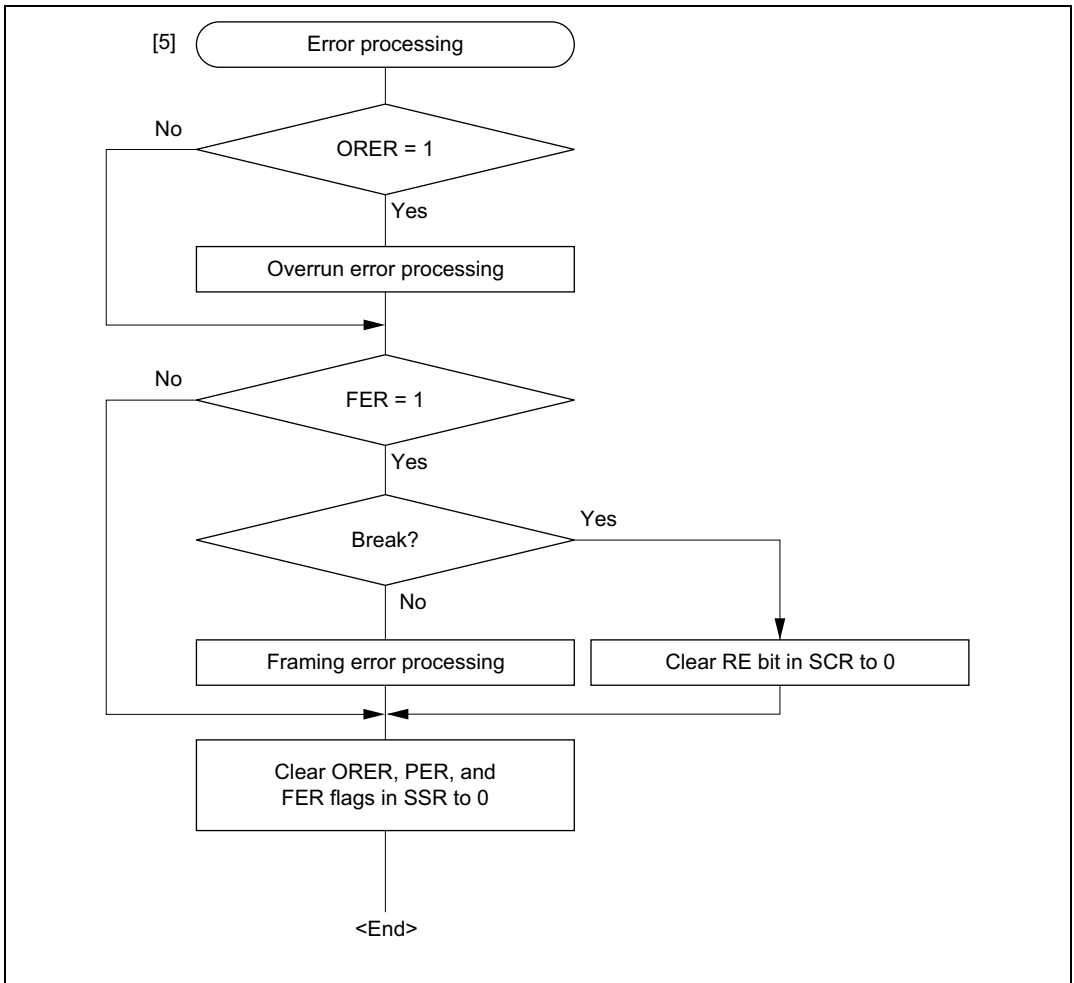 [5] Error processing
No
ORER = 1
Yes
Overrun error processing
No
FER = 1
Yes
Yes
Break?
No
Framing error processing
Clear RE bit in SCR to 0
Clear ORER, PER, and
FER flags in SSR to 0
<End>